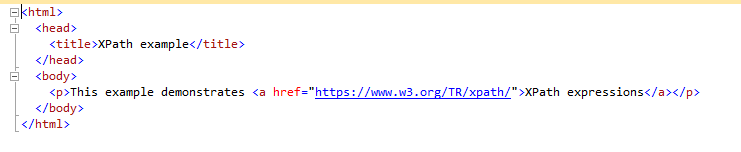 <html>
<head>
<title>XPath example</title>
</head>
<body>
<p>This example demonstrates <a href="https://www.w3.org/TR/xpath/">XPath expressions</a></p>
</body>
</html>